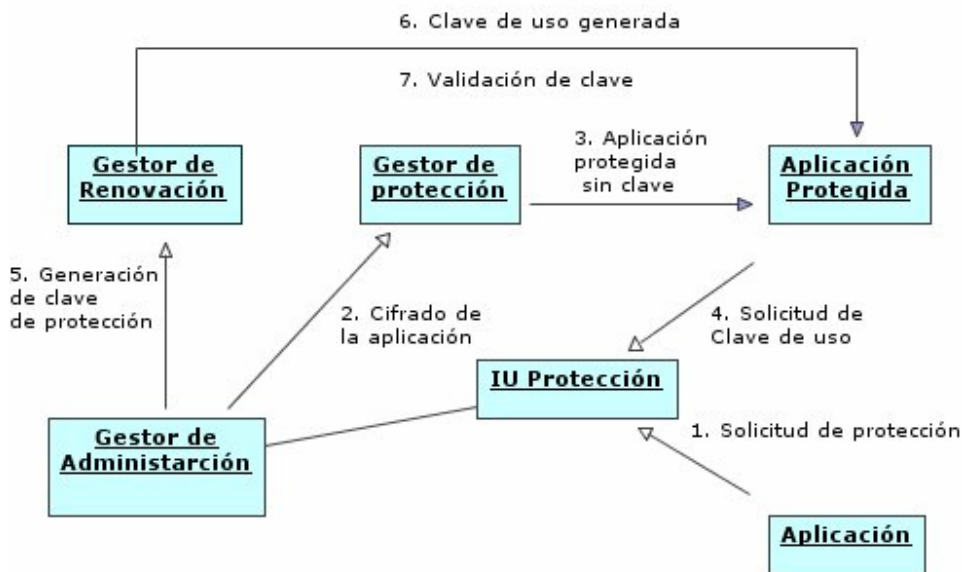 6. Clave de uso generada
7. Validación de clave
Gestor de
Renovación
Gestor de
protección
3. Aplicación
protegida
sin clave
Aplicación
Protegida
5. Generación
de clave
de protección
2. Cifrado de
la aplicación
4. Solicitud de
Clave de uso
IU Protección
Gestor de
Administarción
1. Solicitud de protección
Aplicación